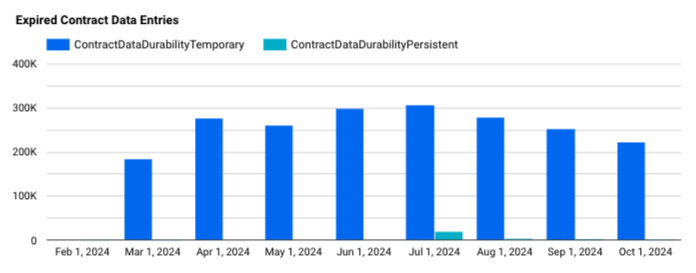 Expired Contract Data Entries
ContractDataDurabilityTemporary ContractDataDurabilityPersistent
400K
300K
200K
100K
0
Feb 1, 2024 Mar 1, 2024 Apr 1, 2024 May 1, 2024 Jun 1, 2024 Jul 1, 2024 Aug 1, 2024 Sep 1, 2024 Oct 1, 2024